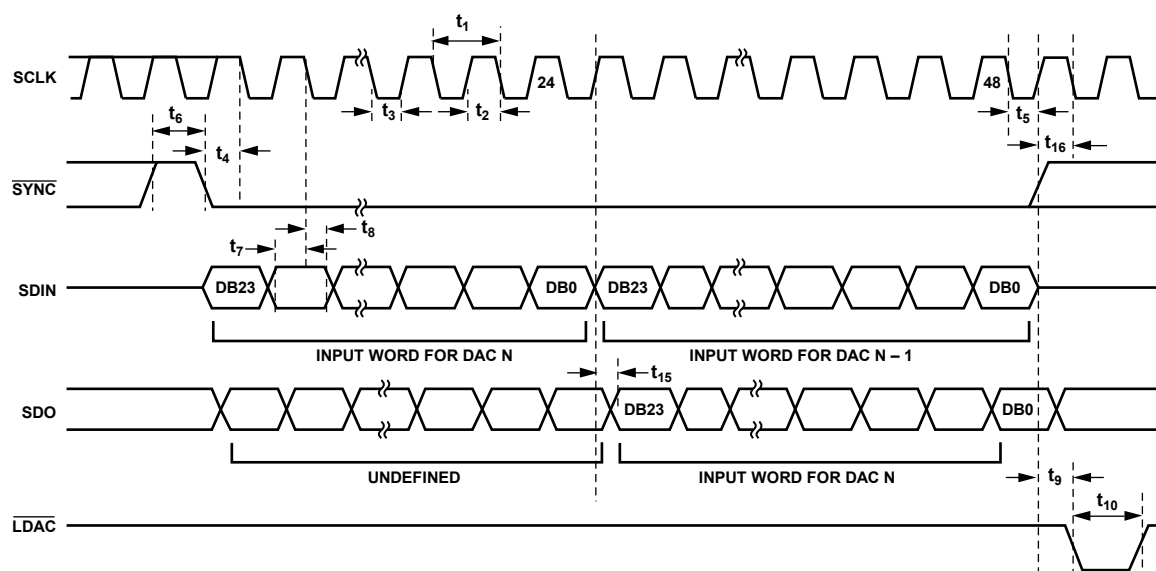 t1
SCLK
24
48
t3
t2
t5
t6
t4
t16
SYNC
t7
t8
SDIN
DB23
DB0
DB23
DB0
INPUT WORD FOR DAC N
INPUT WORD FOR DAC N – 1
t15
SDO
DB23
DB0
UNDEFINED
INPUT WORD FOR DAC N
t9
t10
LDAC